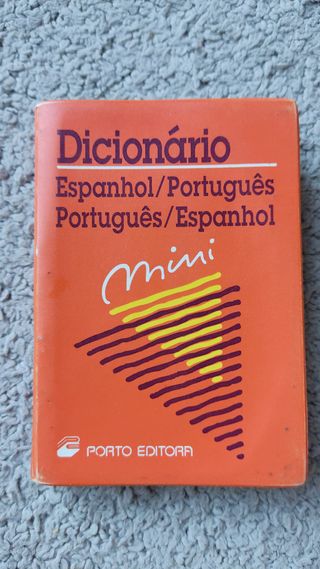 Dicionário
Espanhol/Português
Português/Espanhol
mini
PORTO EDITORA